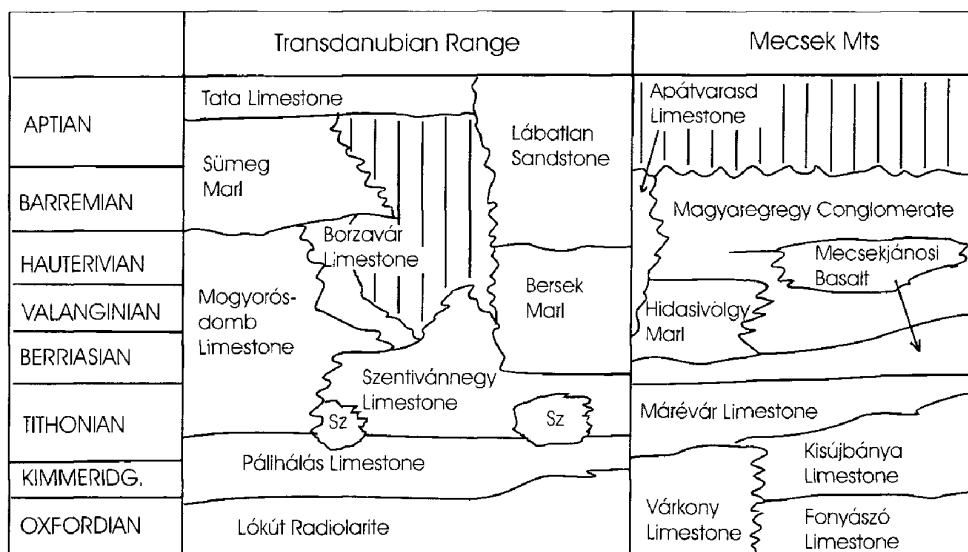 Transdanubian Range
Mecsek Mts
APTIAN
BARREMIAN
HAUTERIVIAN
VALANGINIAN
BERRIASIAN
TITHONIAN
KIMMERIDG.
OXFORDIAN
Tata Limestone
Sümeg
Marl
Borzavár
Limestone
Mogyorós-
domb
Limestone
Szentivánnegy
Limestone
Sz
Sz
Pálihálás Limestone
Lókút Radiolarite
Lábatlan
Sandstone
Bersek
Marl
Apátvarasd
Limestone
Magyaregregy Conglomerate
Mecsekjánosi
Basalt
Hidasivölgy
Marl
Márévár Limestone
Kisújbánya
Limestone
Várkony
Limestone
Fonyászó
Limestone